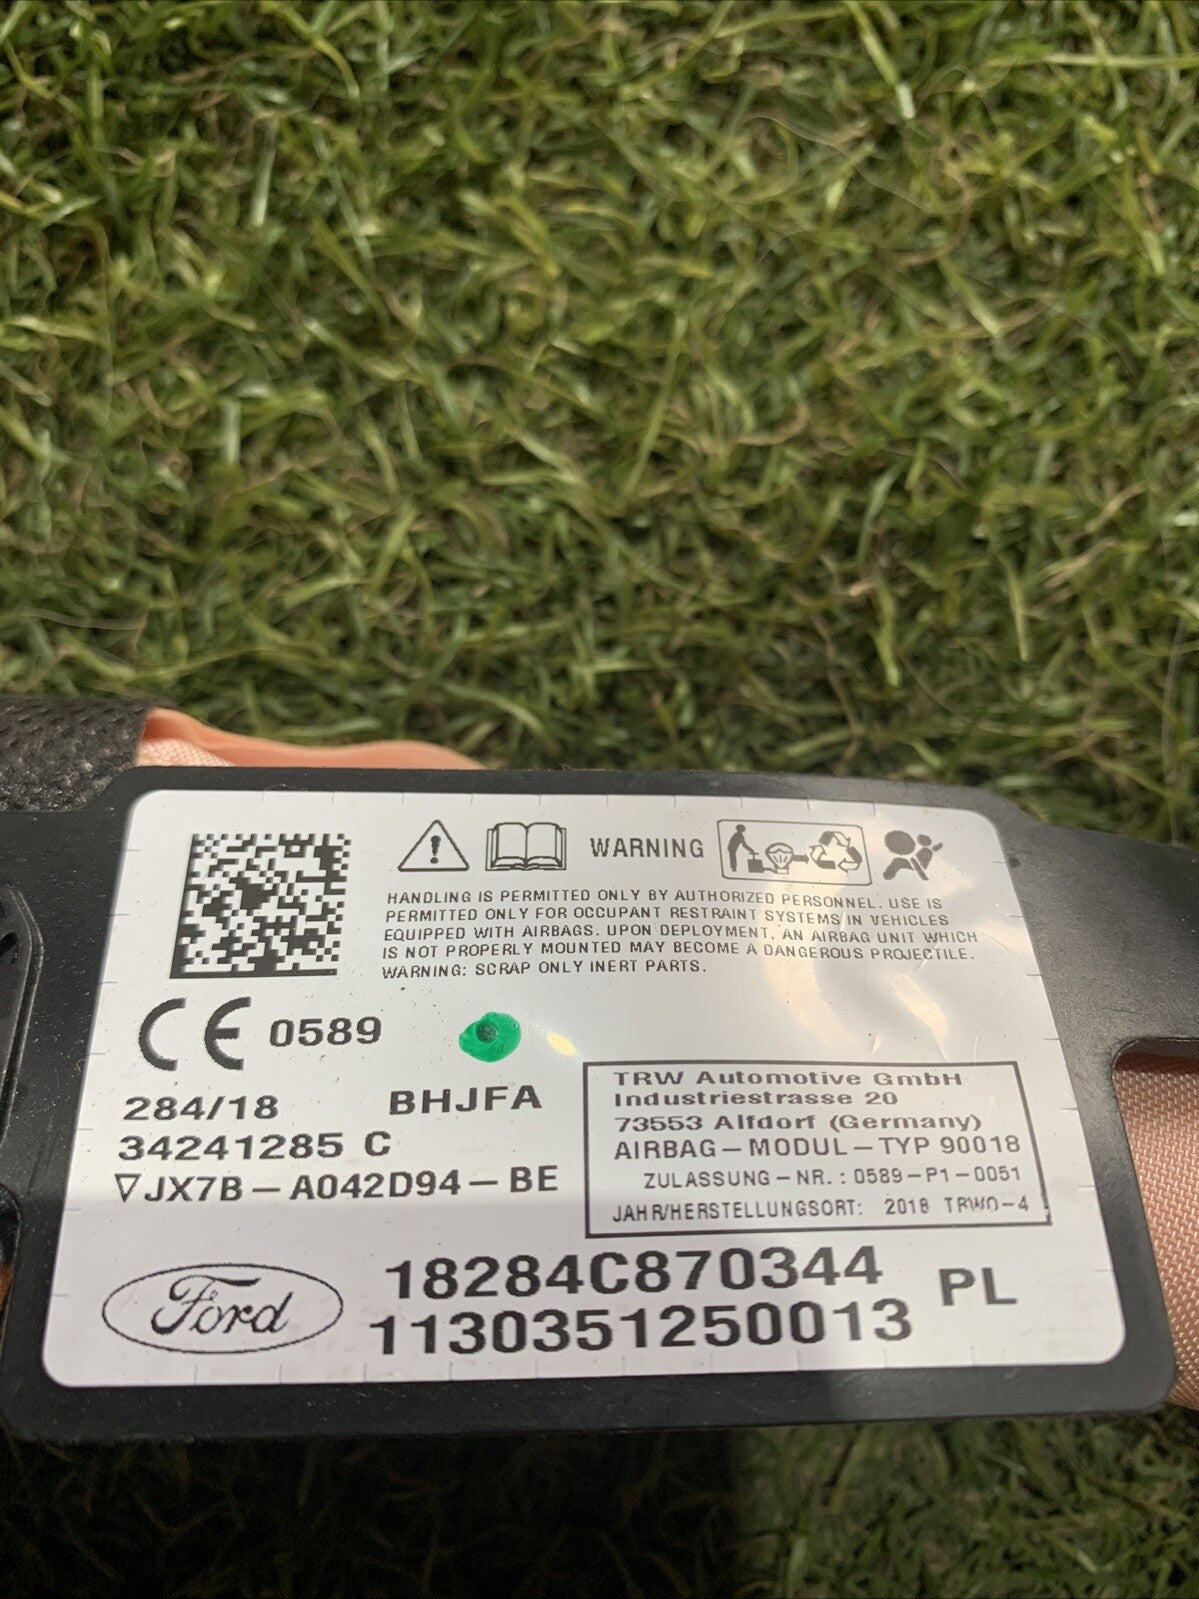 WARNING
HANDLING IS PERMITTED ONLY BY AUTHORIZED PERSONNEL. USE IS
PERMITTED ONLY FOR OCCUPANT RESTRAINT SYSTEMS IN VEHICLES
EQUIPPED WITH AIRBAGS. UPON DEPLOYMENT, AN AIRBAG UNIT WHICH
IS NOT PROPERLY MOUNTED MAY BECOME A DANGEROUS PROJECTILE.
WARNING: SCRAP ONLY INERT PARTS.
CE 0589
284/18 BHJFA
34241285 C
▽JX7B-A042D94-BE
TRW Automotive GmbH
Industriestrasse 20
73553 Alfdorf (Germany)
AIRBAG-MODUL-TYP 90018
ZULASSUNG-NR.: 0589-P1-0051
JAHR/HERSTELLUNGSORT: 2018 TRWO-4
Ford
18284C870344 PL
1130351250013